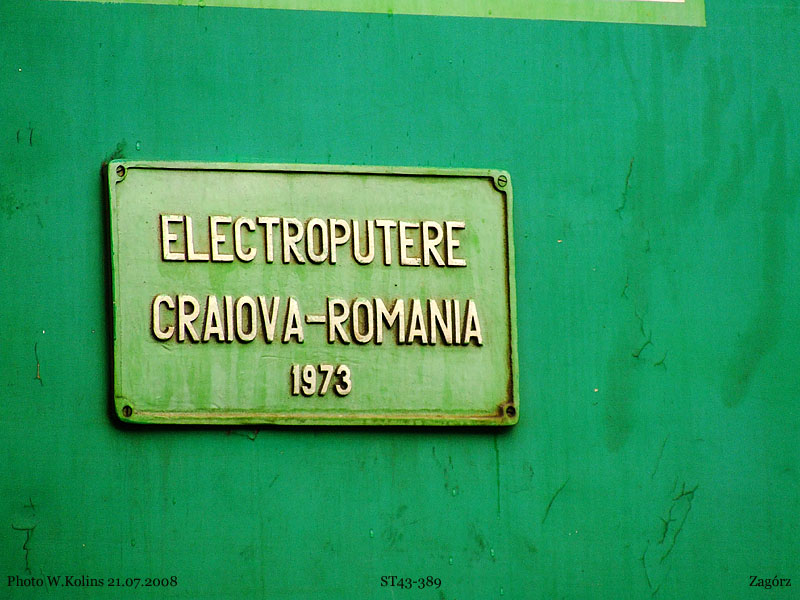 ELECTROPUTERE
CRAIOVA-ROMANIA
1973
Photo W.Kolins 21.07.2008 ST43-389 Zagórz